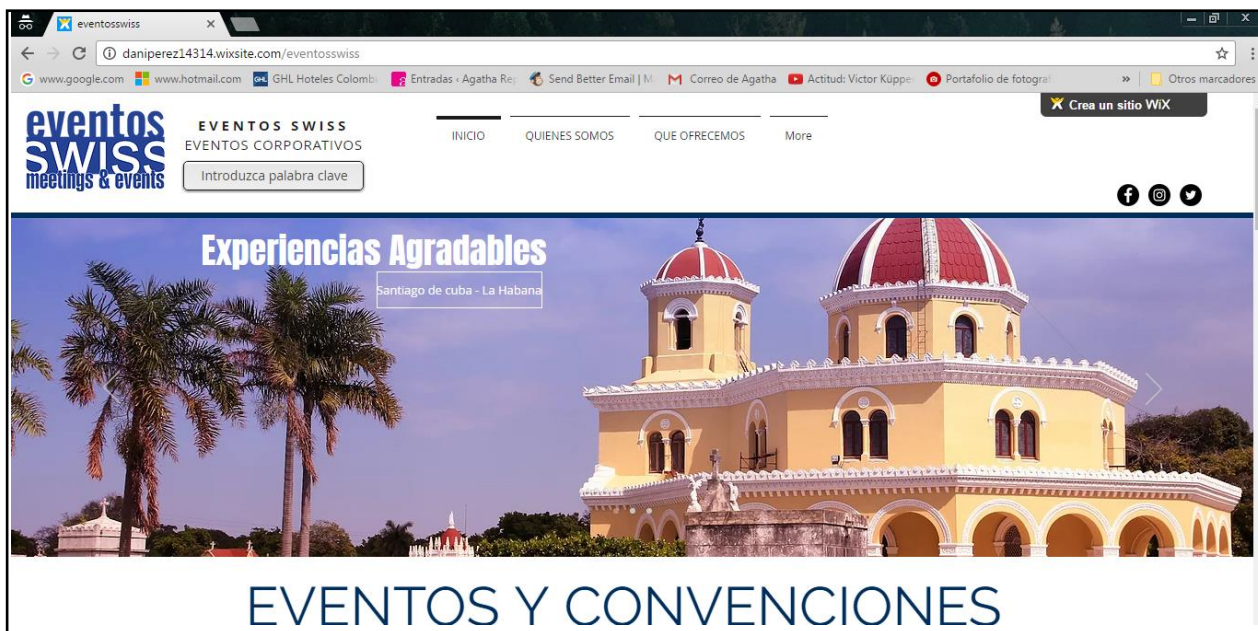 eventosswiss
daniperez14314.wixsite.com/eventosswiss
www.google.com www.hotmail.com GHL GHL Hoteles Colombi Entradas ‹ Agatha Re Send Better Email | M Correo de Agatha Actitud: Victor Küppe Portafolio de fotograf » Otros marcadores
Crea un sitio WiX
eventos
SWISS
meetings & events
EVENTOS SWISS
EVENTOS CORPORATIVOS
Introduzca palabra clave
INICIO QUIENES SOMOS QUE OFRECEMOS More
Experiencias Agradables
Santiago de cuba - La Habana
EVENTOS Y CONVENCIONES